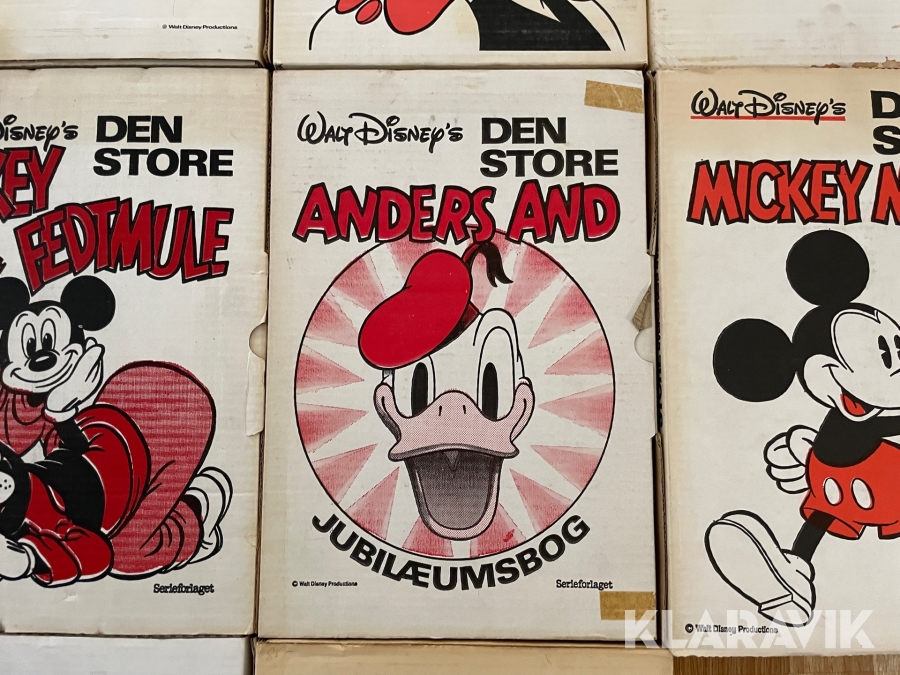 © Walt Disney Productions
Disney's
DEN
STORE
FEDTMULE
Serieforlaget
Walt Disney's
DEN
STORE
ANDERS AND
JUBILÆUMSBOG
© Walt Disney Productions
Serieforlaget
Walt Disney's
MICKEY
© Walt Disney Productions
KLARAVIK